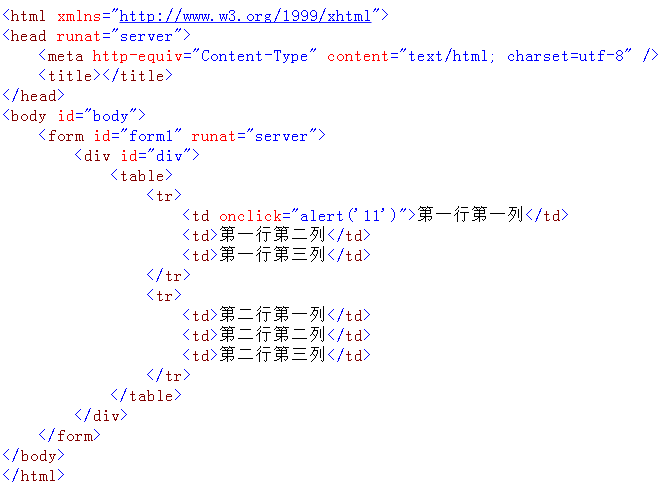 <html xmlns="http://www.w3.org/1999/xhtml">
<head runat="server">
    <meta http-equiv="Content-Type" content="text/html; charset=utf-8" />
    <title></title>
</head>
<body id="body">
    <form id="form1" runat="server">
        <div id="div">
            <table>
                <tr>
                    <td onclick="alert('11')">第一行第一列</td>
                    <td>第一行第二列</td>
                    <td>第一行第三列</td>
                </tr>
                <tr>
                    <td>第二行第一列</td>
                    <td>第二行第二列</td>
                    <td>第二行第三列</td>
                </tr>
            </table>
        </div>
    </form>
</body>
</html>